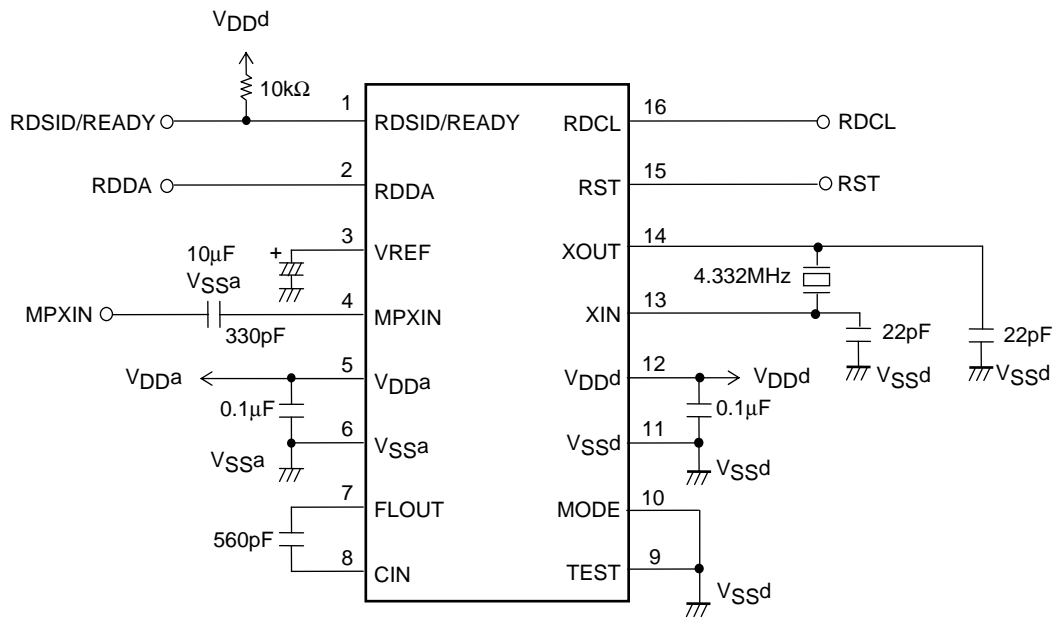 VDDd
10kΩ
1
16
RDSID/READY
RDSID/READY
RDCL
RDCL
2
15
RDDA
RDDA
RST
RST
3
14
10μF
+
VREF
XOUT
VSSa
4.332MHz
4
13
MPXIN
MPXIN
XIN
330pF
22pF
22pF
VSSd
VSSd
5
12
VDDa
VDDa
VDDd
VDDd
0.1μF
0.1μF
6
11
VSSa
VSSd
VSSa
VSSd
7
10
FLOUT
MODE
560pF
8
9
CIN
TEST
VSSd